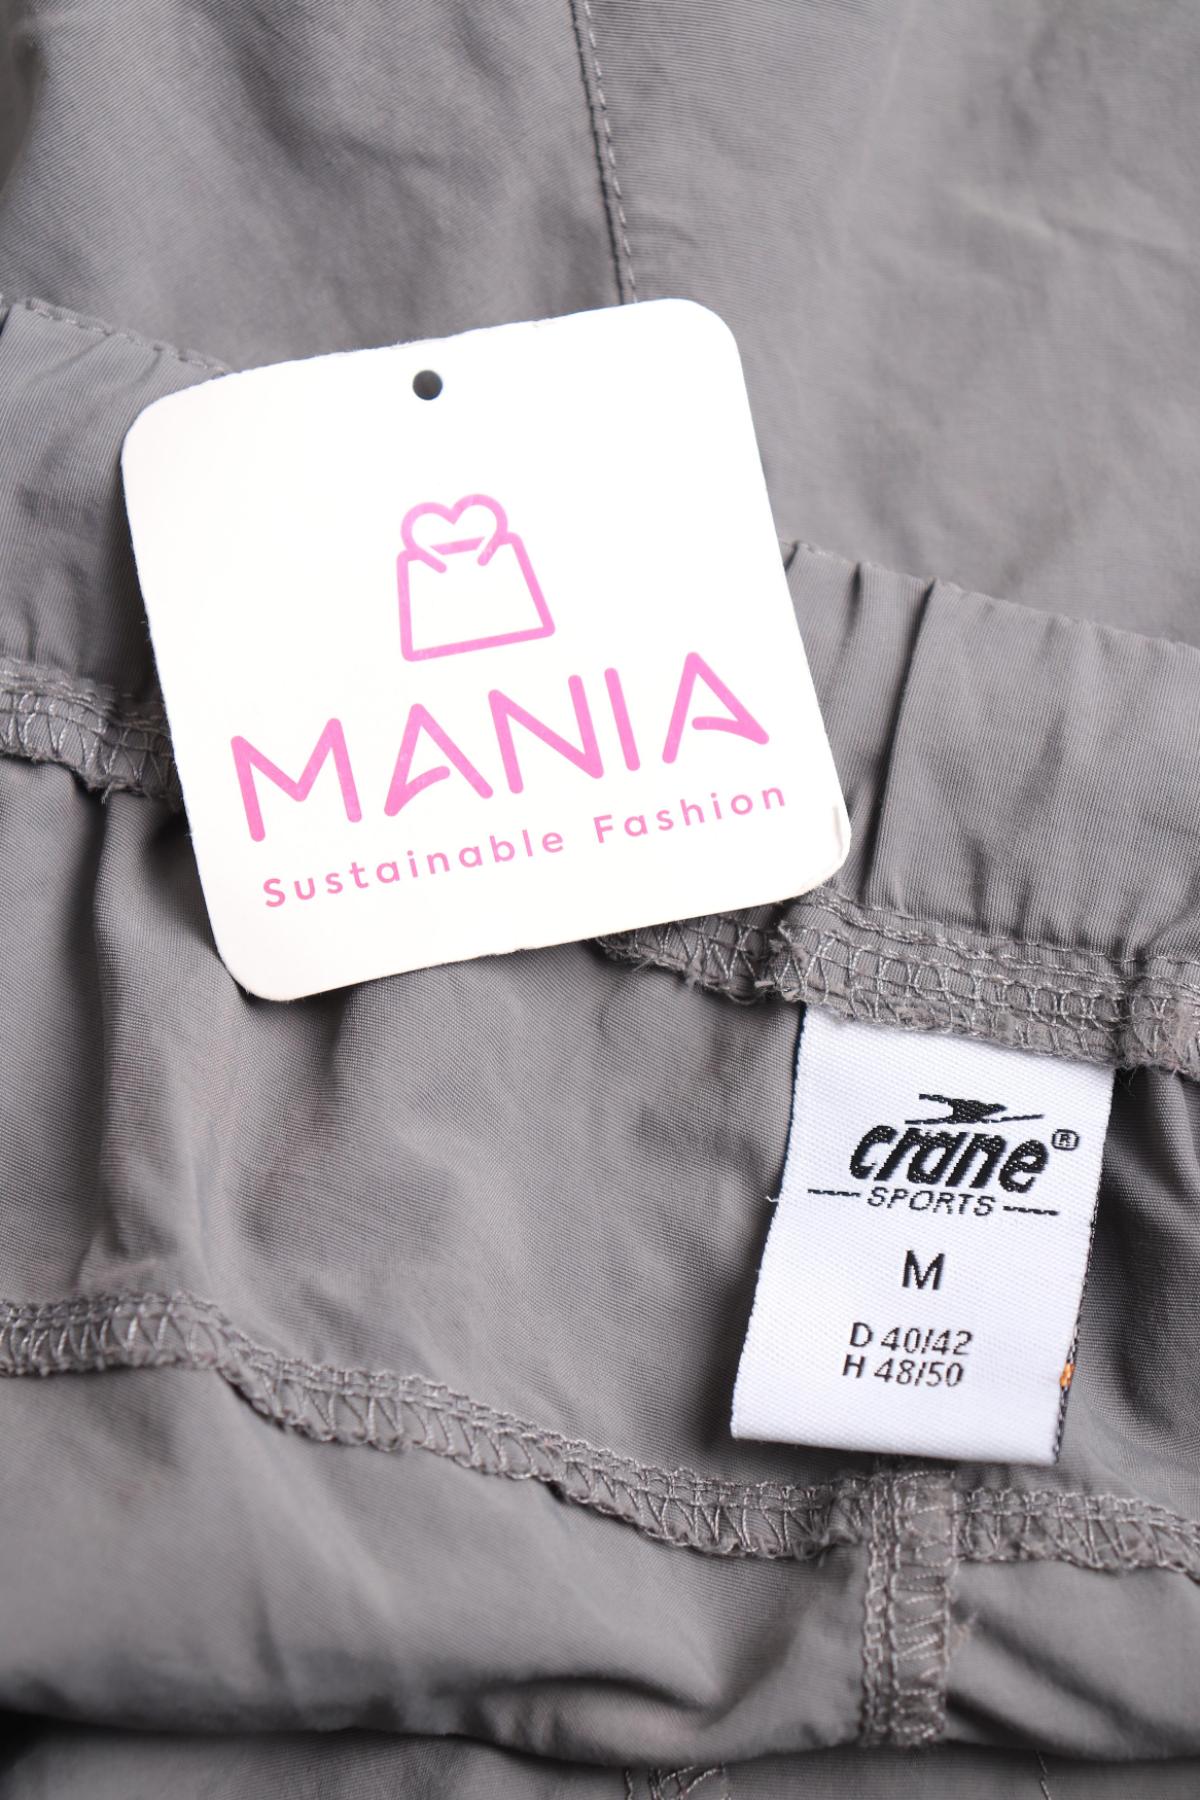 MANIA
Sustainable Fashion
crane®
SPORTS
M
D 40/42
H 48/50